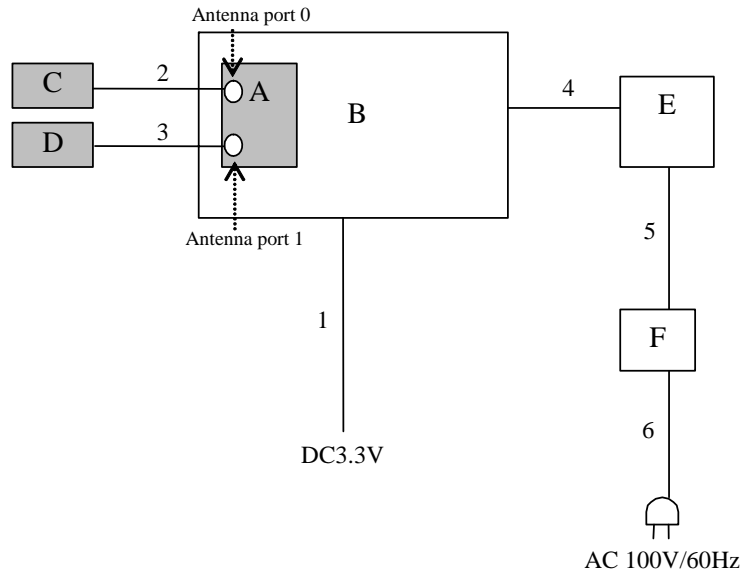 Antenna port 0
C
2
A
B
4
E
D
3
Antenna port 1
5
1
F
6
DC3.3V
AC 100V/60Hz